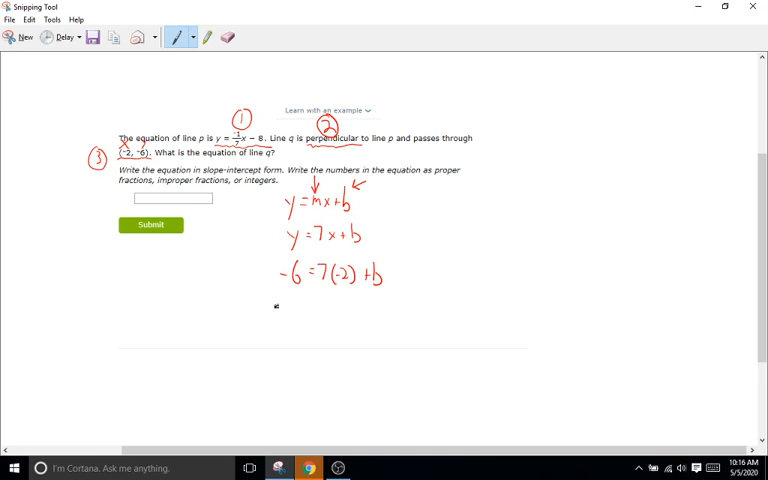 Snipping Tool
File Edit Tools Help
New Delay
Learn with an example
①
②
The equation of line p is y = -1/7 x − 8. Line q is perpendicular to line p and passes through
x y
③ (-2, -6). What is the equation of line q?
Write the equation in slope-intercept form. Write the numbers in the equation as proper
fractions, improper fractions, or integers.
y = mx+b
Submit
y = 7x+b
-6 = 7(-2) +b
I'm Cortana. Ask me anything.
10:16 AM
5/5/2020